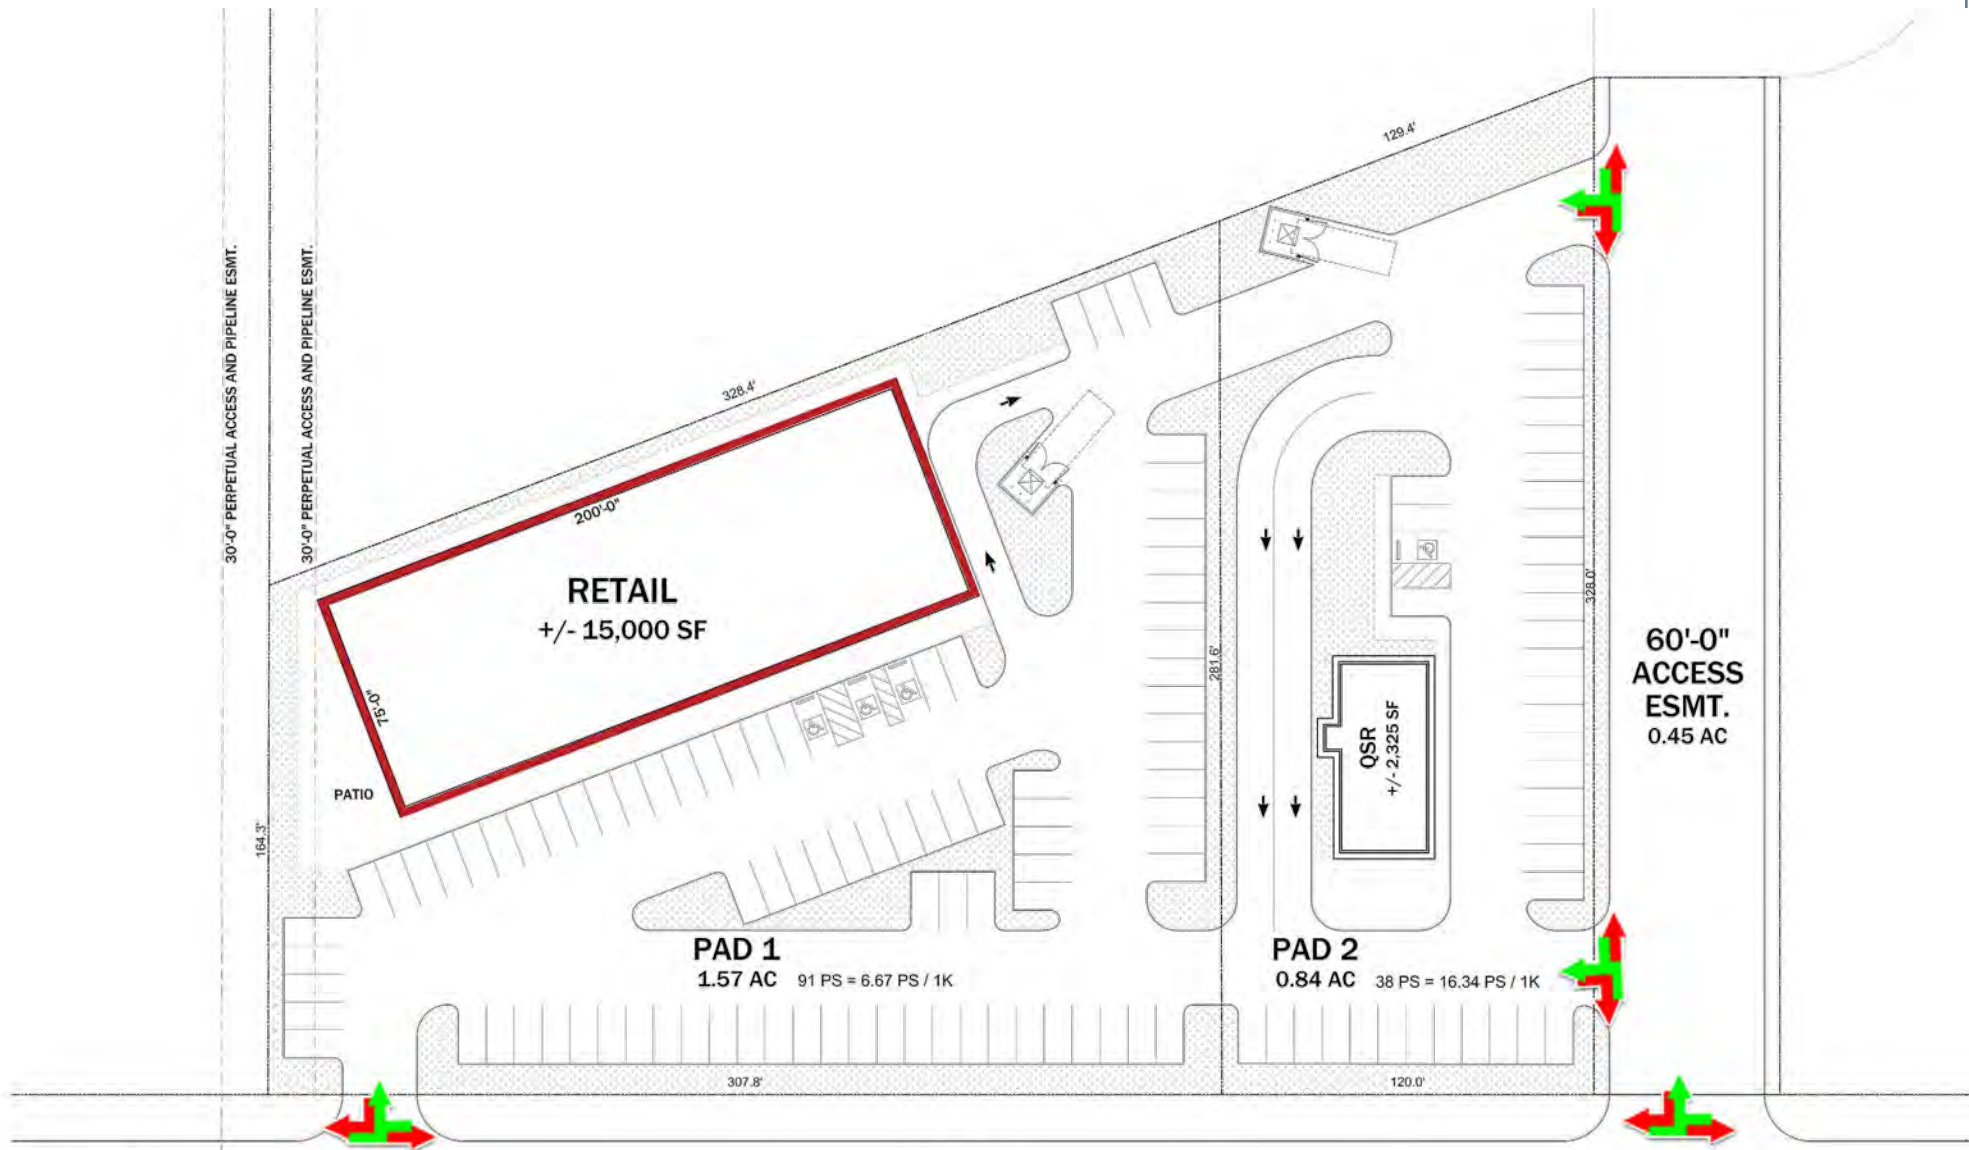 129.4'
30'-0" PERPETUAL ACCESS AND PIPELINE ESMT.
30'-0" PERPETUAL ACCESS AND PIPELINE ESMT.
328.4'
200'-0"
RETAIL
+/- 15,000 SF
75'-0"
PATIO
164.3'
281.6'
328.0'
QSR
+/- 2,325 SF
60'-0"
ACCESS
ESMT.
0.45 AC
PAD 1
1.57 AC 91 PS = 6.67 PS / 1K
PAD 2
0.84 AC 38 PS = 16.34 PS / 1K
307.8'
120.0'